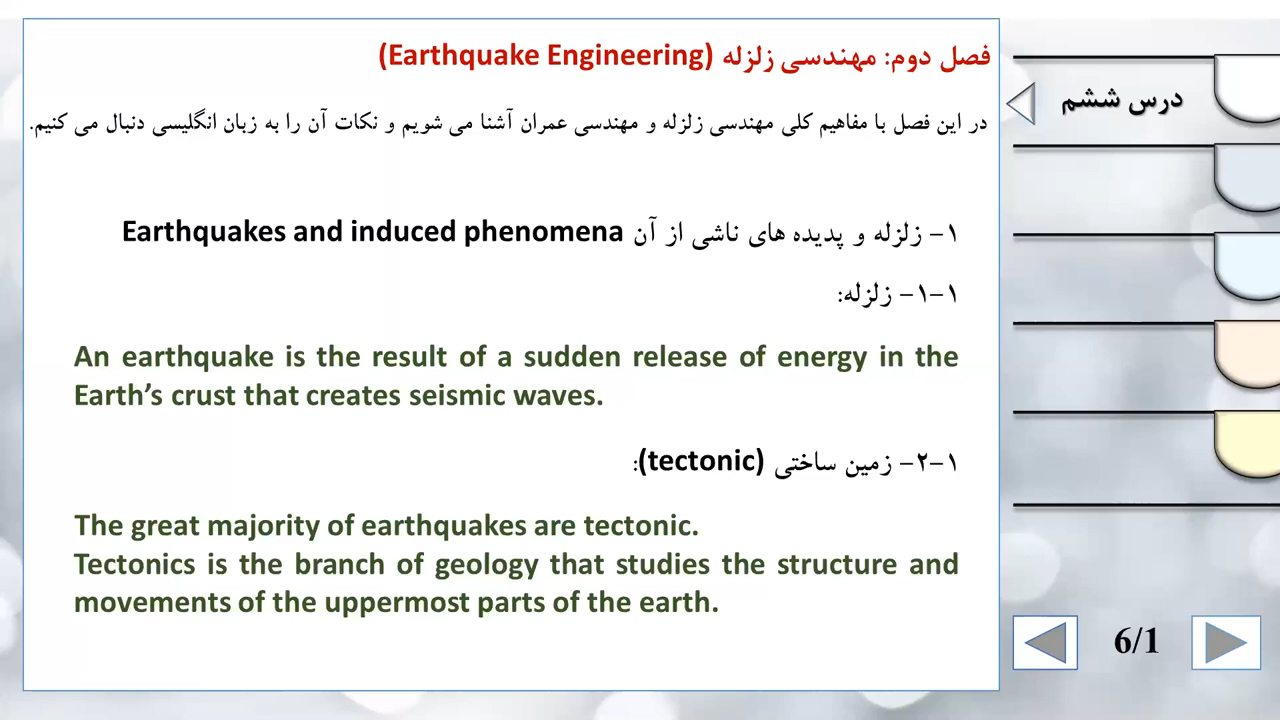 فصل دوم: مهندسی زلزله (Earthquake Engineering)
در این فصل با مفاهیم کلی مهندسی زلزله و مهندسی عمران آشنا می شویم و نکات آن را به زبان انگلیسی دنبال می کنیم.
۱- زلزله و پدیده های ناشی از آن Earthquakes and induced phenomena
۱-۱- زلزله:
An earthquake is the result of a sudden release of energy in the
Earth’s crust that creates seismic waves.
۱-۲- زمین ساختی (tectonic):
The great majority of earthquakes are tectonic.
Tectonics is the branch of geology that studies the structure and
movements of the uppermost parts of the earth.
درس ششم
6/1